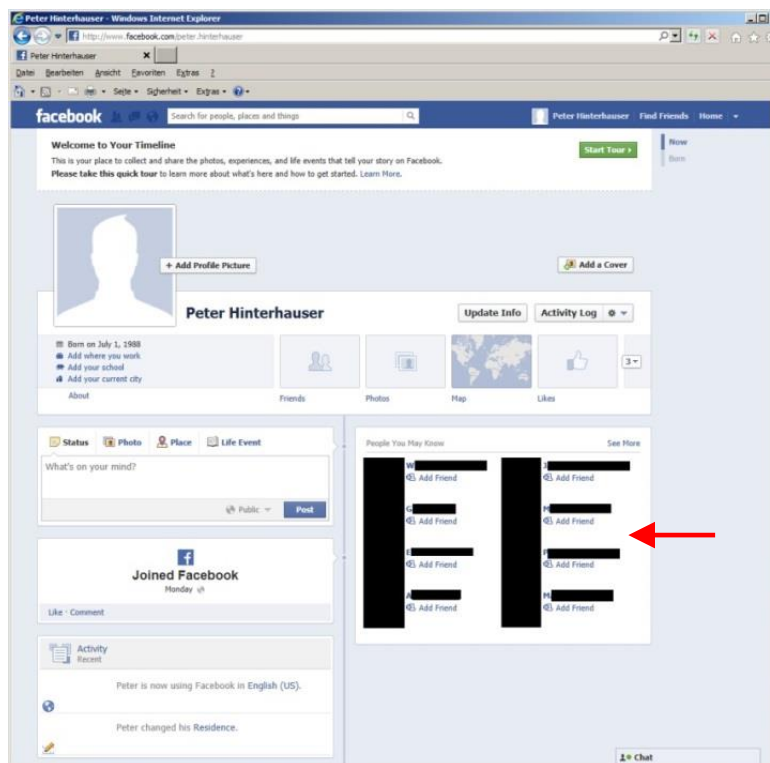 Peter Hinterhauser - Windows Internet Explorer
http://www.facebook.com/peter.hinterhauser
Peter Hinterhauser
Datei Bearbeiten Ansicht Favoriten Extras ?
Seite Sicherheit Extras
facebook Search for people, places and things Peter Hinterhauser Find Friends Home
Welcome to Your Timeline
This is your place to collect and share the photos, experiences, and life events that tell your story on Facebook.
Please take this quick tour to learn more about what's here and how to get started. Learn More.
Start Tour
Now
Born
+ Add Profile Picture
Add a Cover
Peter Hinterhauser
Update Info Activity Log
Born on July 1, 1988
Add where you work
Add your school
Add your current city
About
Friends Photos Map Likes
3
Status Photo Place Life Event
What's on your mind?
Public Post
Joined Facebook
Monday
Like · Comment
Activity
Recent
Peter is now using Facebook in English (US).
Peter changed his Residence.
People You May Know See More
W J
Add Friend Add Friend
G M
Add Friend Add Friend
E P
Add Friend Add Friend
A M
Add Friend Add Friend
Chat